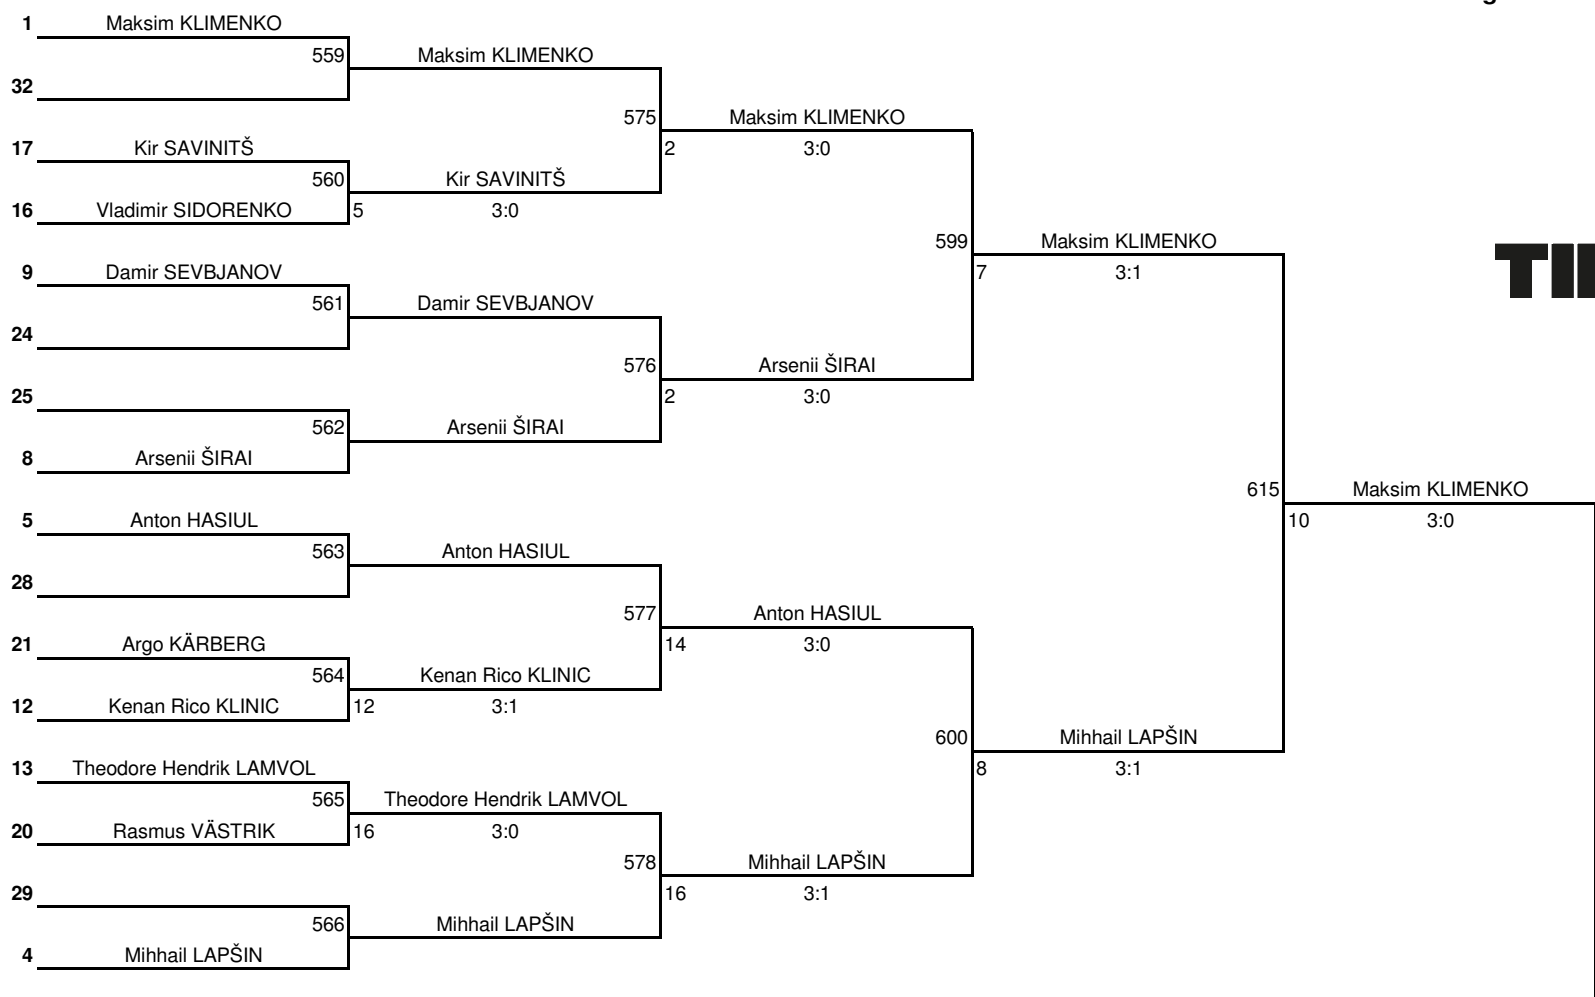 1 Maksim KLIMENKO
559 Maksim KLIMENKO
32
575 Maksim KLIMENKO
17 Kir SAVINITŠ 2 3:0
560 Kir SAVINITŠ
16 Vladimir SIDORENKO 5 3:0
599 Maksim KLIMENKO
9 Damir SEVBJANOV 7 3:1
561 Damir SEVBJANOV
24
576 Arsenii ŠIRAI
25 2 3:0
562 Arsenii ŠIRAI
8 Arsenii ŠIRAI
615 Maksim KLIMENKO
5 Anton HASIUL 10 3:0
563 Anton HASIUL
28
577 Anton HASIUL
21 Argo KÄRBERG 14 3:0
564 Kenan Rico KLINIC
12 Kenan Rico KLINIC 12 3:1
600 Mihhail LAPŠIN
13 Theodore Hendrik LAMVOL 8 3:1
565 Theodore Hendrik LAMVOL
20 Rasmus VÄSTRIK 16 3:0
578 Mihhail LAPŠIN
29 16 3:1
566 Mihhail LAPŠIN
4 Mihhail LAPŠIN